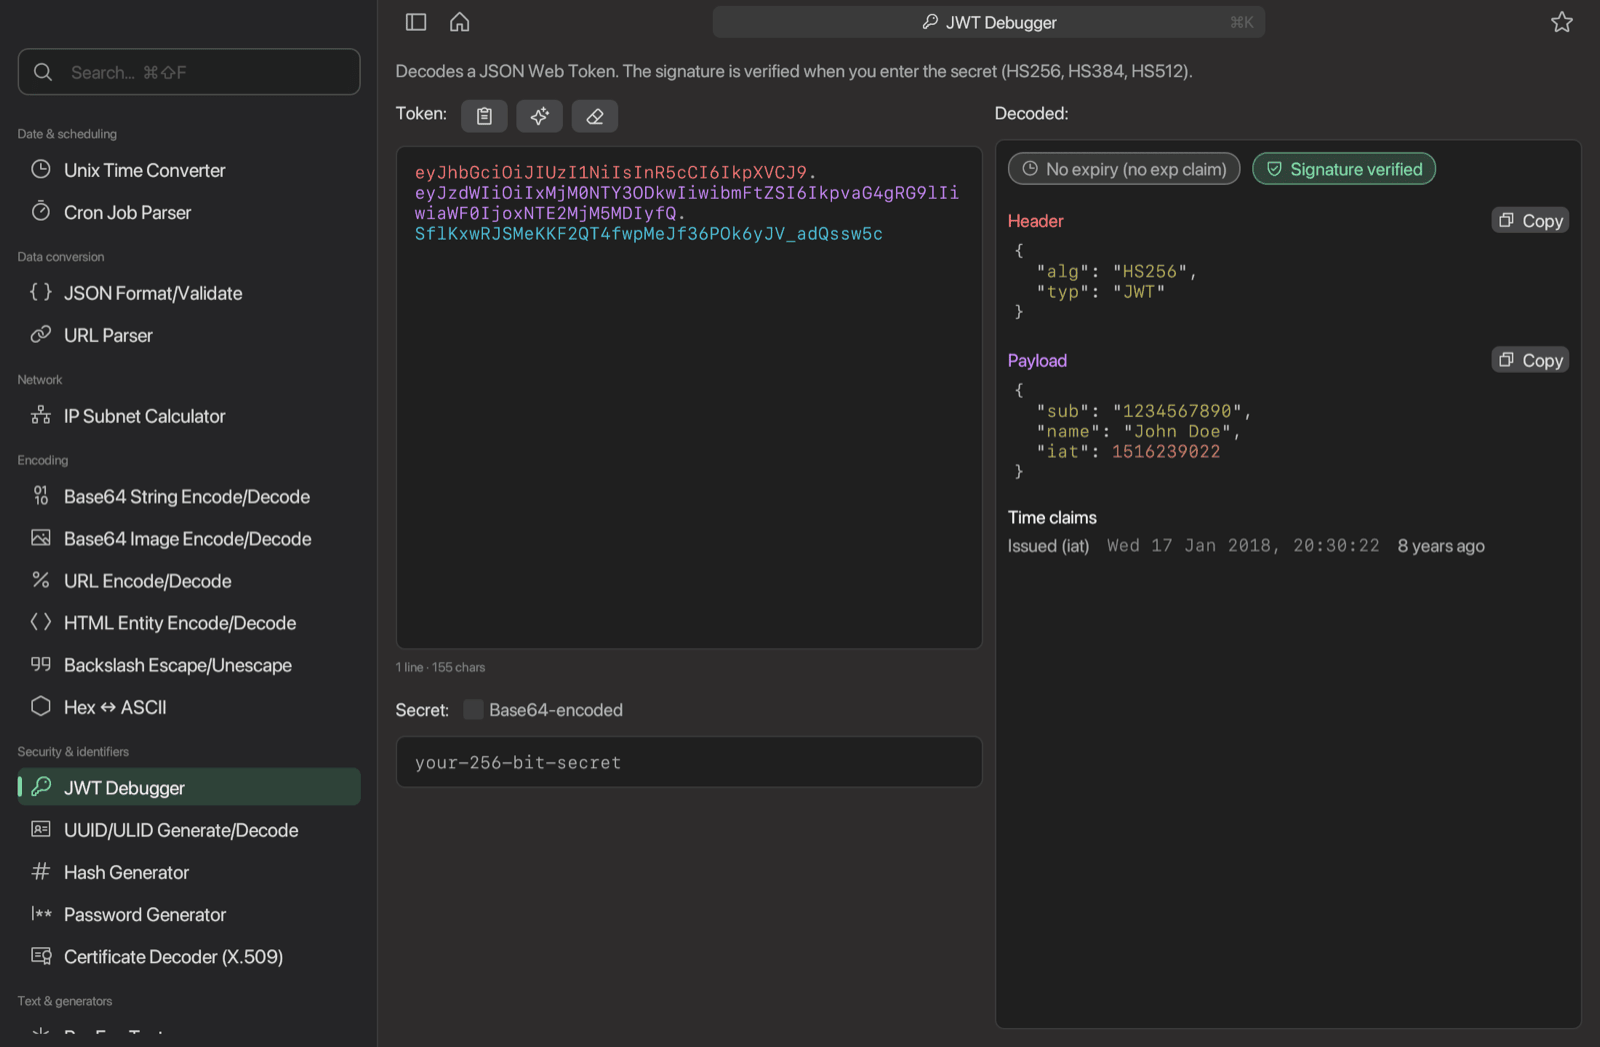 Search... ⌘⇧F
Date & scheduling
Unix Time Converter
Cron Job Parser
Data conversion
JSON Format/Validate
URL Parser
Network
IP Subnet Calculator
Encoding
Base64 String Encode/Decode
Base64 Image Encode/Decode
URL Encode/Decode
HTML Entity Encode/Decode
Backslash Escape/Unescape
Hex ↔ ASCII
Security & identifiers
JWT Debugger
UUID/ULID Generate/Decode
Hash Generator
Password Generator
Certificate Decoder (X.509)
Text & generators
JWT Debugger ⌘K
Decodes a JSON Web Token. The signature is verified when you enter the secret (HS256, HS384, HS512).
Token:
eyJhbGciOiJIUzI1NiIsInR5cCI6IkpXVCJ9.
eyJzdWIiOiIxMjM0NTY3ODkwIiwibmFtZSI6IkpvaG4gRG9lIi
wiaWF0IjoxNTE2MjM5MDIyfQ.
SflKxwRJSMeKKF2QT4fwpMeJf36POk6yJV_adQssw5c
1 line · 155 chars
Secret: Base64-encoded
your-256-bit-secret
Decoded:
No expiry (no exp claim) Signature verified
Header Copy
{
"alg": "HS256",
"typ": "JWT"
}
Payload Copy
{
"sub": "1234567890",
"name": "John Doe",
"iat": 1516239022
}
Time claims
Issued (iat) Wed 17 Jan 2018, 20:30:22 8 years ago